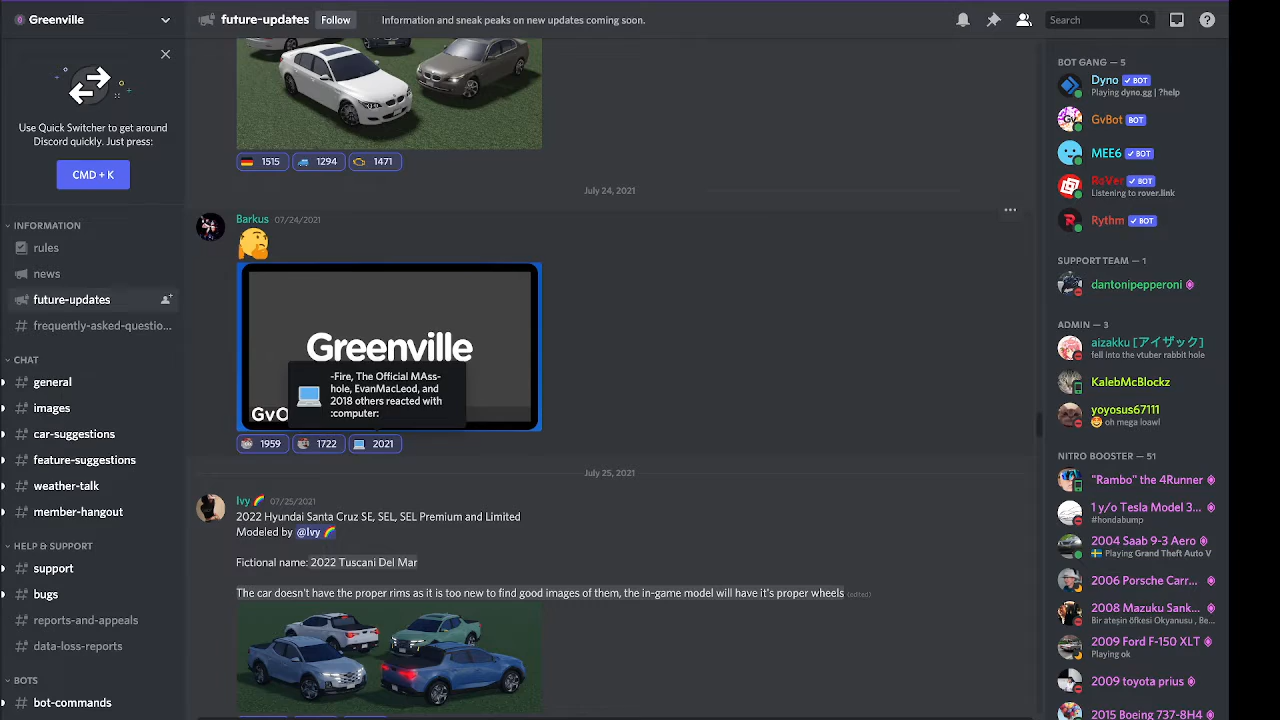 Greenville
future-updates
Follow
Information and sneak peaks on new updates coming soon.
Search
Use Quick Switcher to get around
Discord quickly. Just press:
CMD + K
INFORMATION
rules
news
future-updates
frequently-asked-questio...
CHAT
general
images
car-suggestions
feature-suggestions
weather-talk
member-hangout
HELP & SUPPORT
support
bugs
reports-and-appeals
data-loss-reports
BOTS
bot-commands
1515
1294
1471
July 24, 2021
Barkus 07/24/2021
Greenville
GvO
-Fire, The Official MAss-
hole, EvanMacLeod, and
2018 others reacted with
:computer:
1959
1722
2021
July 25, 2021
Ivy 07/25/2021
2022 Hyundai Santa Cruz SE, SEL, SEL Premium and Limited
Modeled by @Ivy
Fictional name: 2022 Tuscani Del Mar
The car doesn't have the proper rims as it is too new to find good images of them, the in-game model will have it's proper wheels (edited)
BOT GANG — 5
Dyno BOT
Playing dyno.gg | ?help
GvBot BOT
MEE6 BOT
RoVer BOT
Listening to rover.link
Rythm BOT
SUPPORT TEAM — 1
dantonipepperoni
ADMIN — 3
aizakku [アイザック]
fell into the vtuber rabbit hole
KalebMcBlockz
yoyosus67111
oh mega loawl
NITRO BOOSTER — 51
"Rambo" the 4Runner
1 y/o Tesla Model 3...
#hondabump
2004 Saab 9-3 Aero
Playing Grand Theft Auto V
2006 Porsche Carr...
2008 Mazuku Sank...
Bir ateşin öfkesi Okyanusu , Be...
2009 Ford F-150 XLT
Playing ok
2009 toyota prius
2015 Boeing 737-8H4